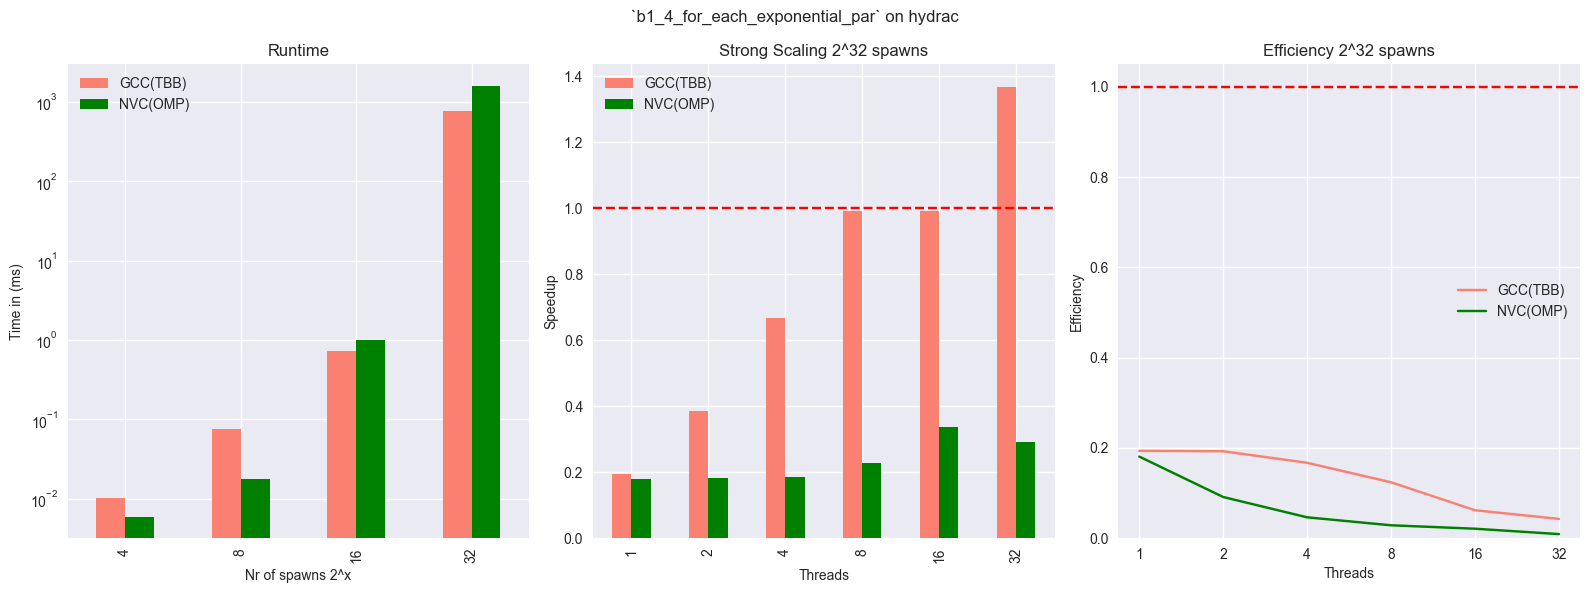 `b1_4_for_each_exponential_par` on hydrac
Runtime
GCC(TBB)
NVC(OMP)
10^3
10^2
10^1
10^0
10^-1
10^-2
Time in (ms)
4 8 16 32
Nr of spawns 2^x
Strong Scaling 2^32 spawns
GCC(TBB)
NVC(OMP)
1.4
1.2
1.0
0.8
0.6
0.4
0.2
0.0
Speedup
1 2 4 8 16 32
Threads
Efficiency 2^32 spawns
1.0
0.8
0.6
0.4
0.2
0.0
Efficiency
GCC(TBB)
NVC(OMP)
1 2 4 8 16 32
Threads